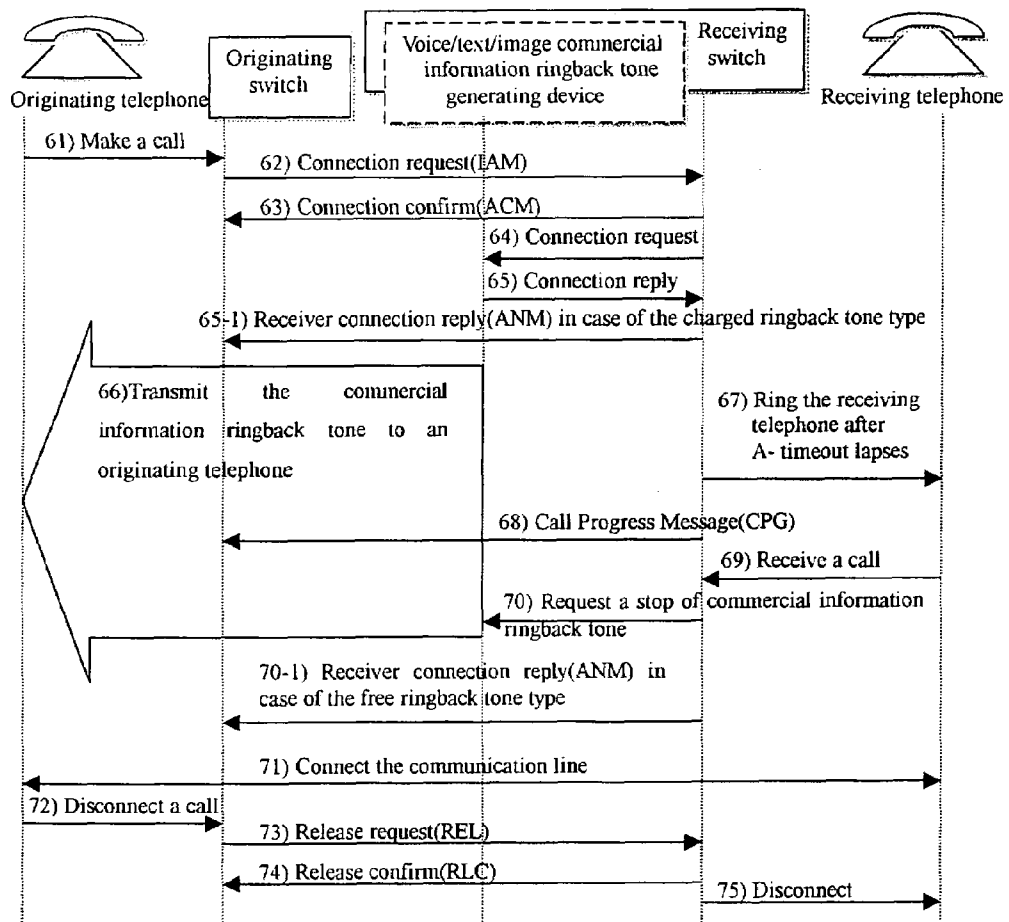 Originating telephone
Originating
switch
Voice/text/image commercial
information ringback tone
generating device
Receiving
switch
Receiving telephone
61) Make a call
62) Connection request(IAM)
63) Connection confirm(ACM)
64) Connection request
65) Connection reply
65-1) Receiver connection reply(ANM) in case of the charged ringback tone type
66)Transmit the commercial
information ringback tone to an
originating telephone
67) Ring the receiving
telephone after
A- timeout lapses
68) Call Progress Message(CPG)
69) Receive a call
70) Request a stop of commercial information
ringback tone
70-1) Receiver connection reply(ANM) in
case of the free ringback tone type
71) Connect the communication line
72) Disconnect a call
73) Release request(REL)
74) Release confirm(RLC)
75) Disconnect